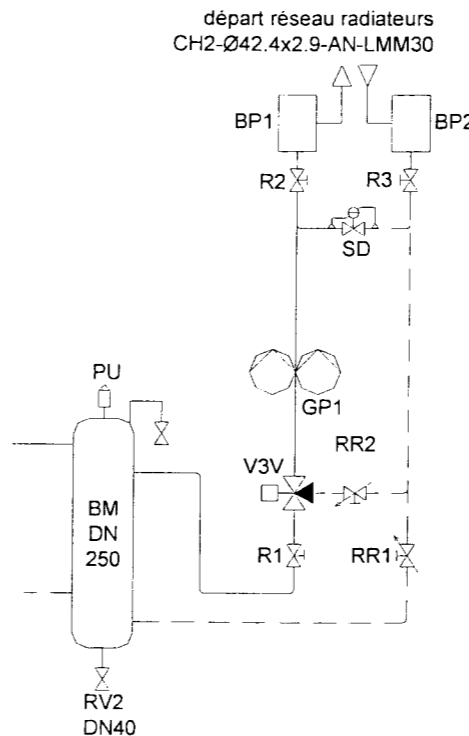 départ réseau radiateurs
CH2-Ø42.4x2.9-AN-LMM30
BP1
BP2
R2
R3
SD
PU
GP1
RR2
V3V
BM
DN
250
R1
RR1
RV2
DN40